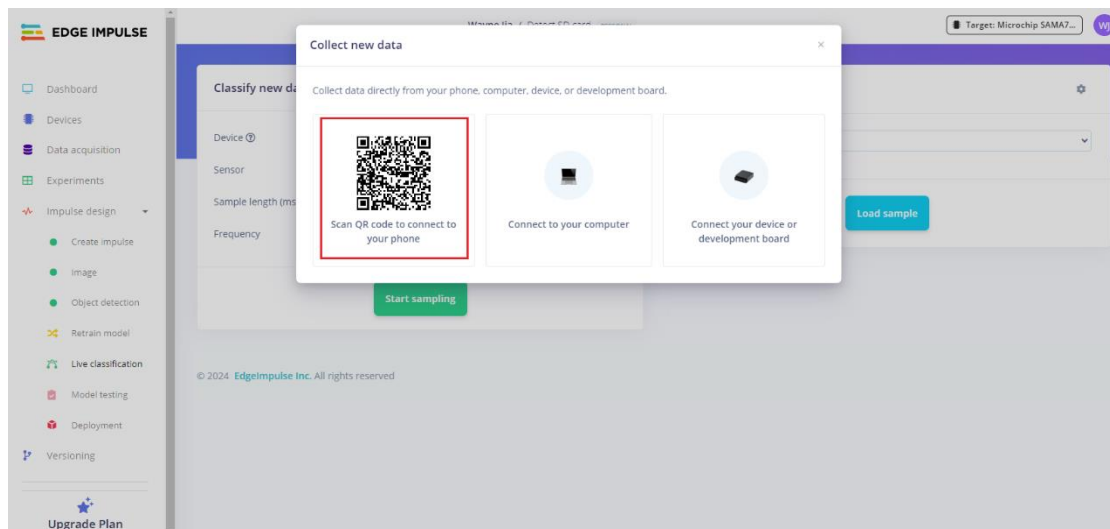 EDGE IMPULSE
Dashboard
Devices
Data acquisition
Experiments
Impulse design
Create impulse
Image
Object detection
Retrain model
Live classification
Model testing
Deployment
Versioning
Upgrade Plan
Target: Microchip SAMA7...
WJ
Classify new da
Device
Sensor
Sample length (ms
Frequency
Start sampling
Load sample
Collect new data
×
Collect data directly from your phone, computer, device, or development board.
Scan QR code to connect to
your phone
Connect to your computer
Connect your device or
development board
© 2024 EdgeImpulse Inc. All rights reserved